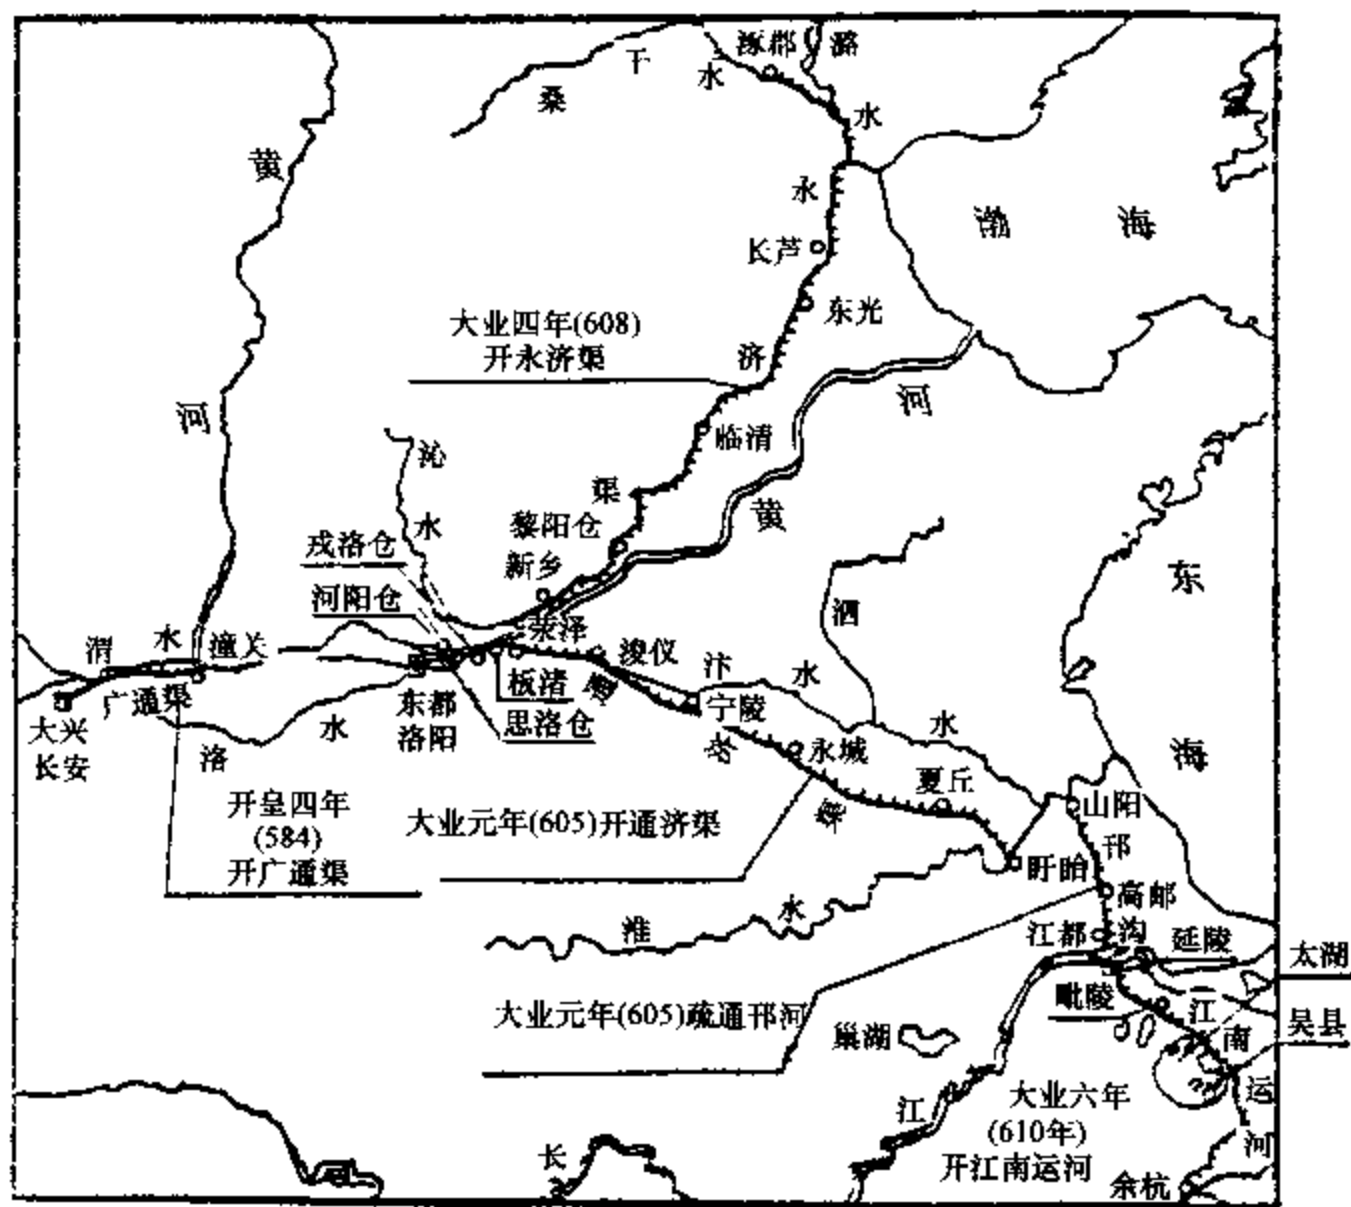 涿郡
潞
水
桑干水
黄河
永济渠
渤海
长芦
东光
大业四年(608)
开永济渠
临清
黄河
沁水
黎阳仓
新乡
戎洛仓
河阳仓
荥泽
浚仪
板渚
思洛仓
东都
洛阳
渭水
潼关
广通渠
大兴
长安
洛水
开皇四年
(584)
开广通渠
泗
汴水
宁陵
通济渠
永城
夏丘
大业元年(605)开通济渠
东海
山阳
盱眙
邗沟
高邮
江都
延陵
淮水
大业元年(605)疏通邗河
毗陵
太湖
吴县
巢湖
江南运河
长江
大业六年
(610年)
开江南运河
余杭